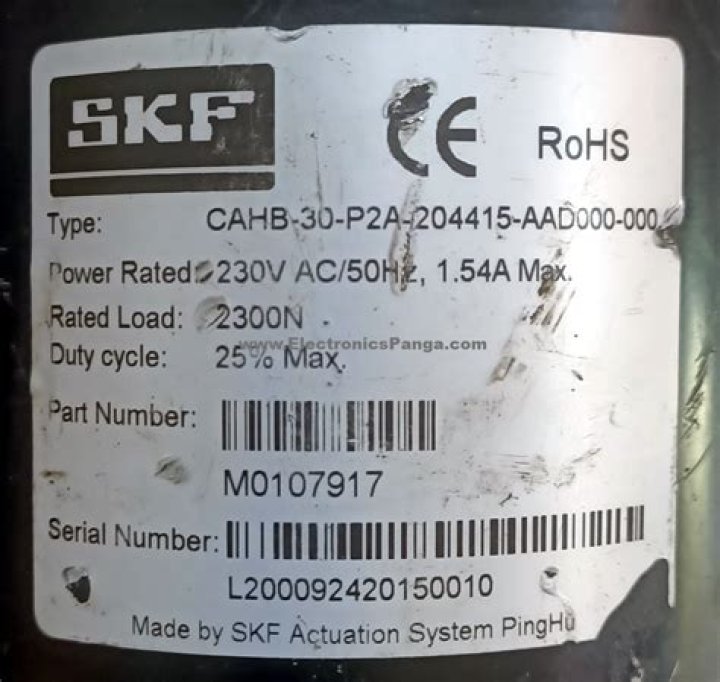 SKF
CE RoHS
Type: CAHB-30-P2A-204415-AAD000-000
Power Rated: 230V AC/50Hz, 1.54A Max.
Rated Load: 2300N
www.ElectronicsPanga.com
Duty cycle: 25% Max.
Part Number:
M0107917
Serial Number:
L200092420150010
Made by SKF Actuation System PingHu